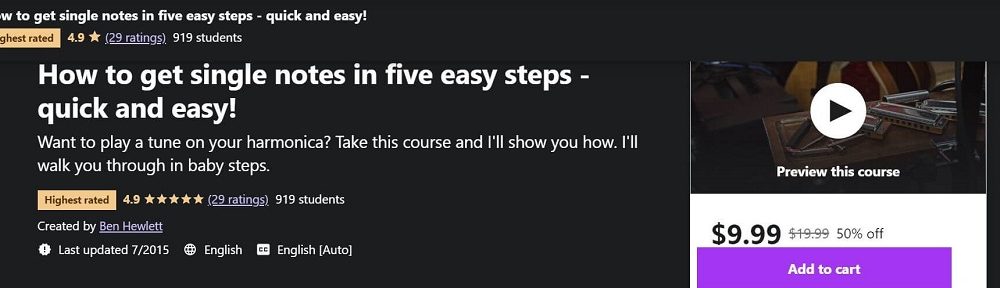 to get single notes in five easy steps - quick and easy!
rated 4.9 (29 ratings) 919 students
How to get single notes in five easy steps -
quick and easy!
Want to play a tune on your harmonica? Take this course and I'll show you how. I'll
walk you through in baby steps.
Highest rated 4.9 (29 ratings) 919 students
Created by Ben Hewlett
Last updated 7/2015 English CC English [Auto]
Preview this course
$9.99 $19.99 50% off
Add to cart